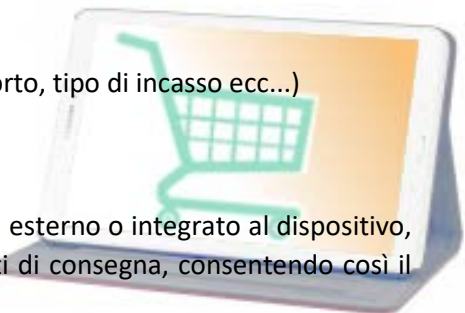 orto, tipo di incasso ecc...)
esterno o integrato al dispositivo,
ti di consegna, consentendo così il